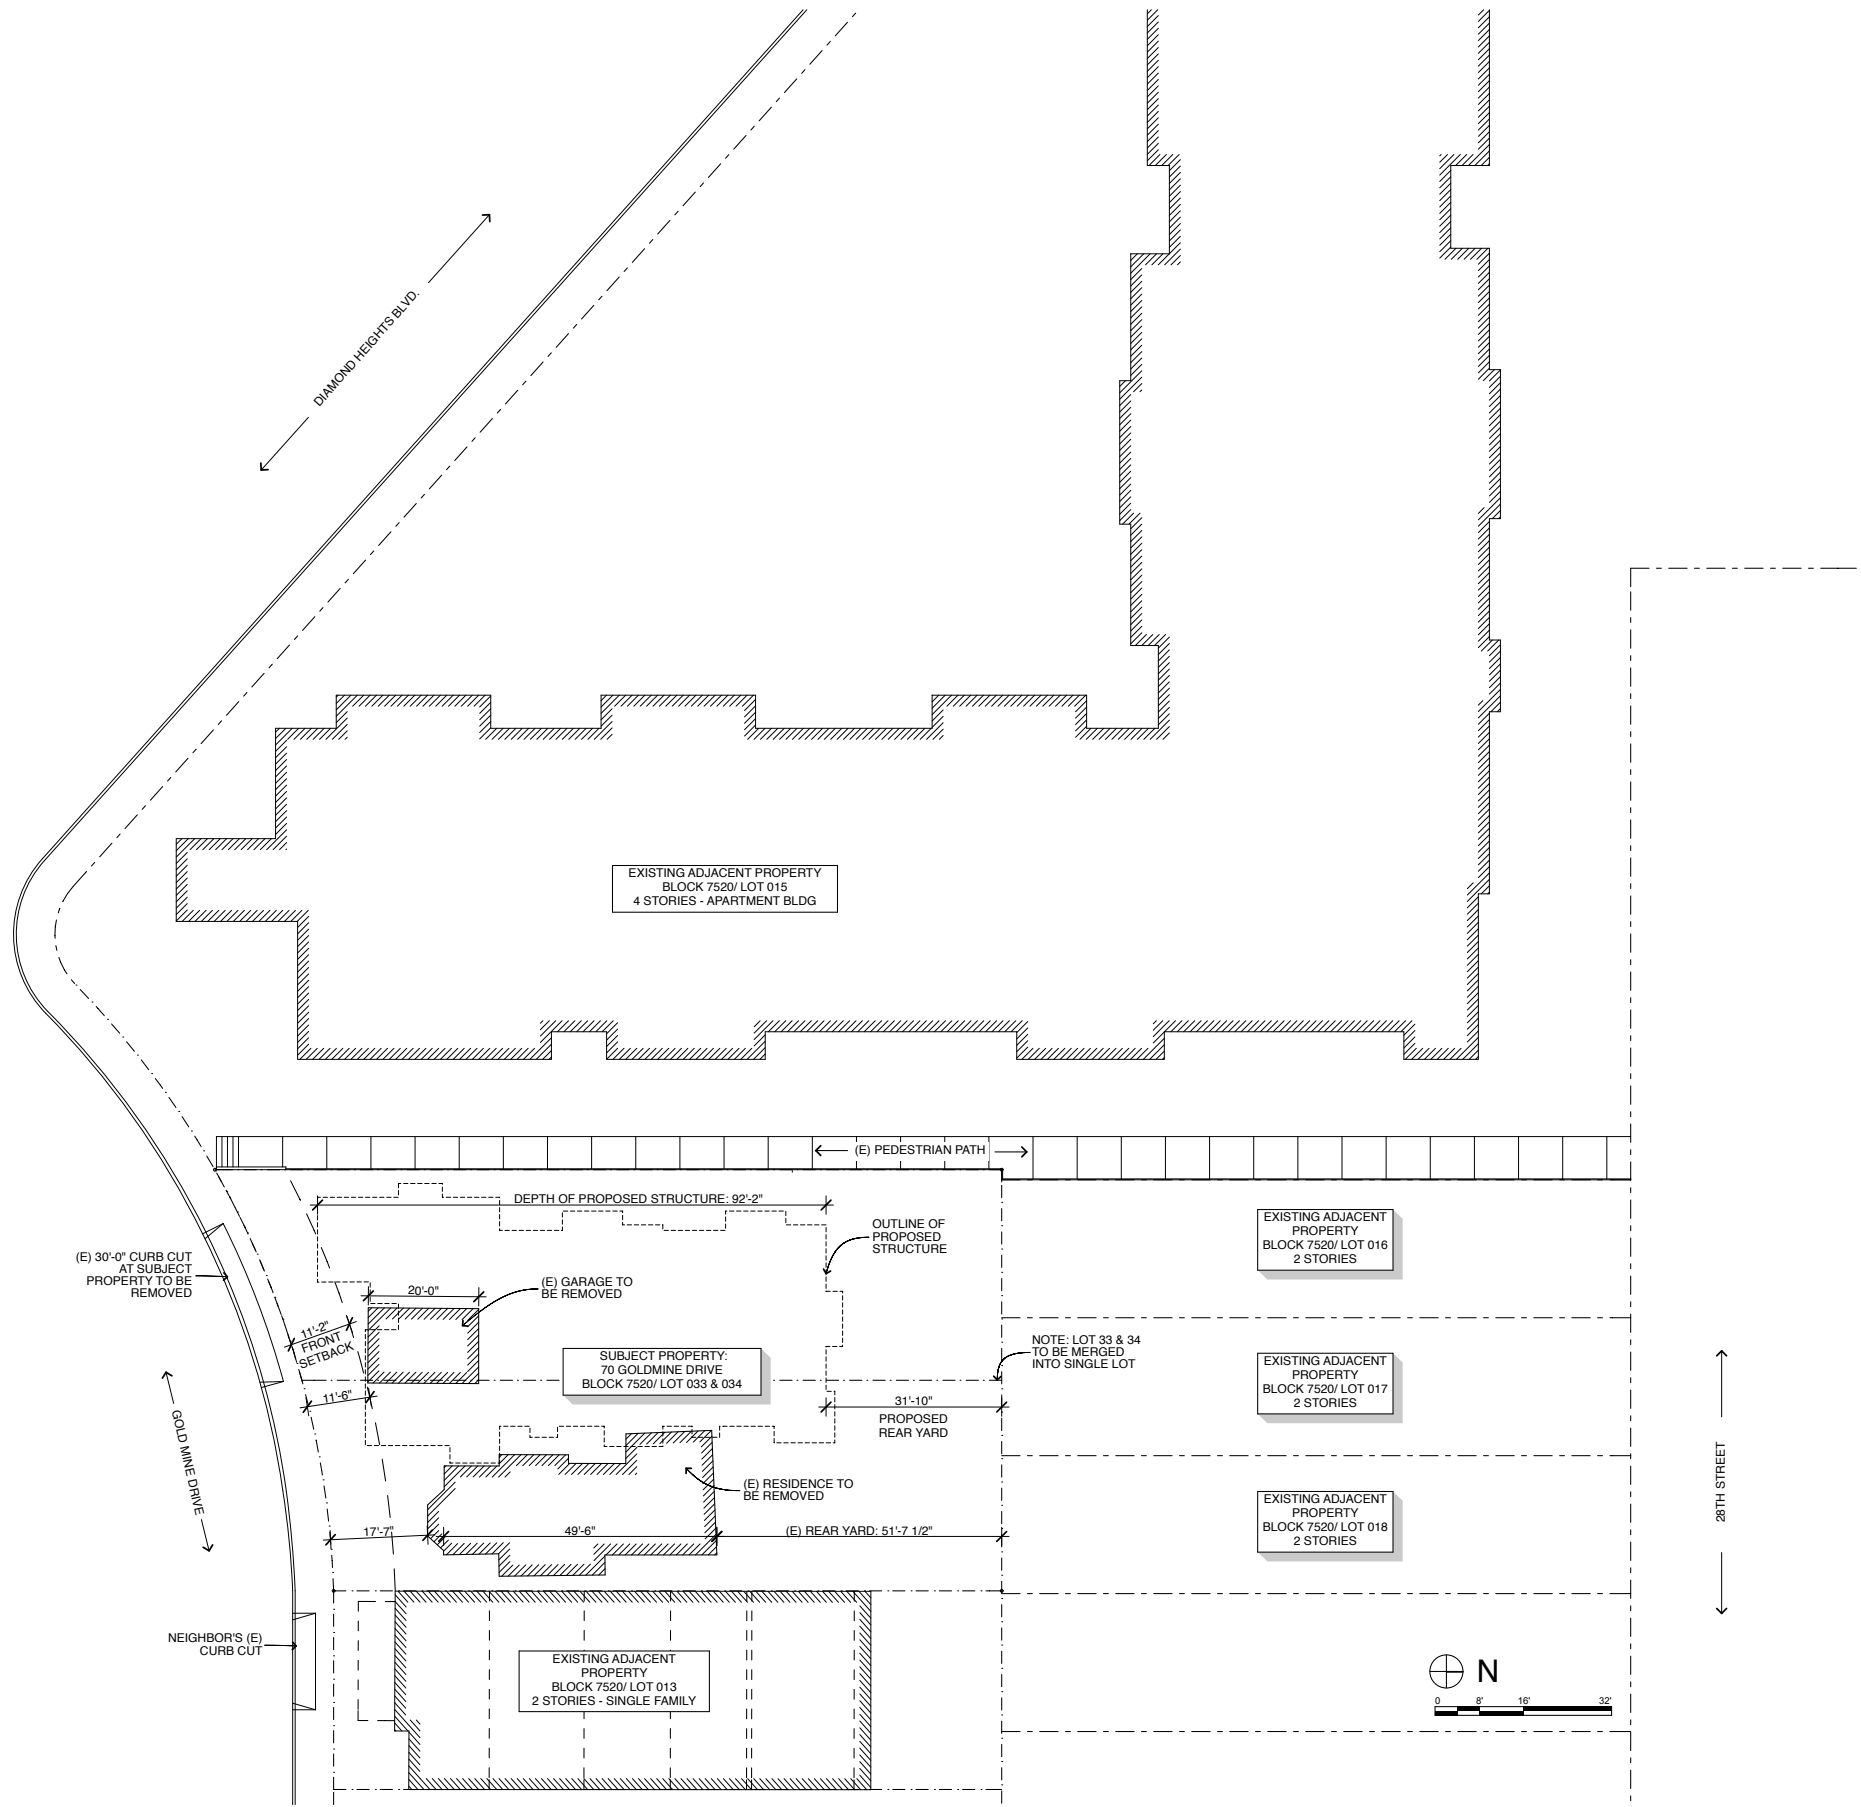 DIAMOND HEIGHTS BLVD.
EXISTING ADJACENT PROPERTY
BLOCK 7520/ LOT 015
4 STORIES - APARTMENT BLDG
(E) PEDESTRIAN PATH
DEPTH OF PROPOSED STRUCTURE: 92'-2"
OUTLINE OF
PROPOSED
STRUCTURE
EXISTING ADJACENT
PROPERTY
BLOCK 7520/ LOT 016
2 STORIES
(E) 30'-0" CURB CUT
AT SUBJECT
PROPERTY TO BE
REMOVED
20'-0"
(E) GARAGE TO
BE REMOVED
11'-2"
FRONT
SETBACK
SUBJECT PROPERTY:
70 GOLDMINE DRIVE
BLOCK 7520/ LOT 033 & 034
NOTE: LOT 33 & 34
TO BE MERGED
INTO SINGLE LOT
EXISTING ADJACENT
PROPERTY
BLOCK 7520/ LOT 017
2 STORIES
11'-6"
31'-10"
PROPOSED
REAR YARD
GOLD MINE DRIVE
28TH STREET
(E) RESIDENCE TO
BE REMOVED
EXISTING ADJACENT
PROPERTY
BLOCK 7520/ LOT 018
2 STORIES
17'-7"
49'-6"
(E) REAR YARD: 51'-7 1/2"
NEIGHBOR'S (E)
CURB CUT
EXISTING ADJACENT
PROPERTY
BLOCK 7520/ LOT 013
2 STORIES - SINGLE FAMILY
N
0 8' 16' 32'